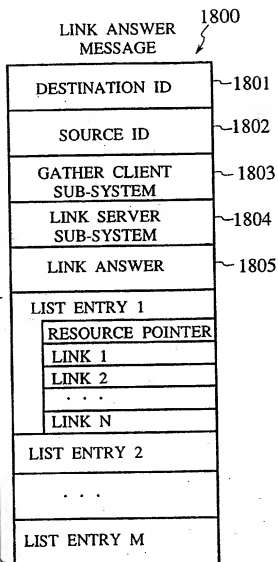 1800
LINK ANSWER
MESSAGE
DESTINATION ID 1801
SOURCE ID 1802
GATHER CLIENT
SUB-SYSTEM 1803
LINK SERVER
SUB-SYSTEM 1804
LINK ANSWER 1805
LIST ENTRY 1
RESOURCE POINTER
LINK 1
LINK 2
. . .
LINK N
LIST ENTRY 2
. . .
LIST ENTRY M